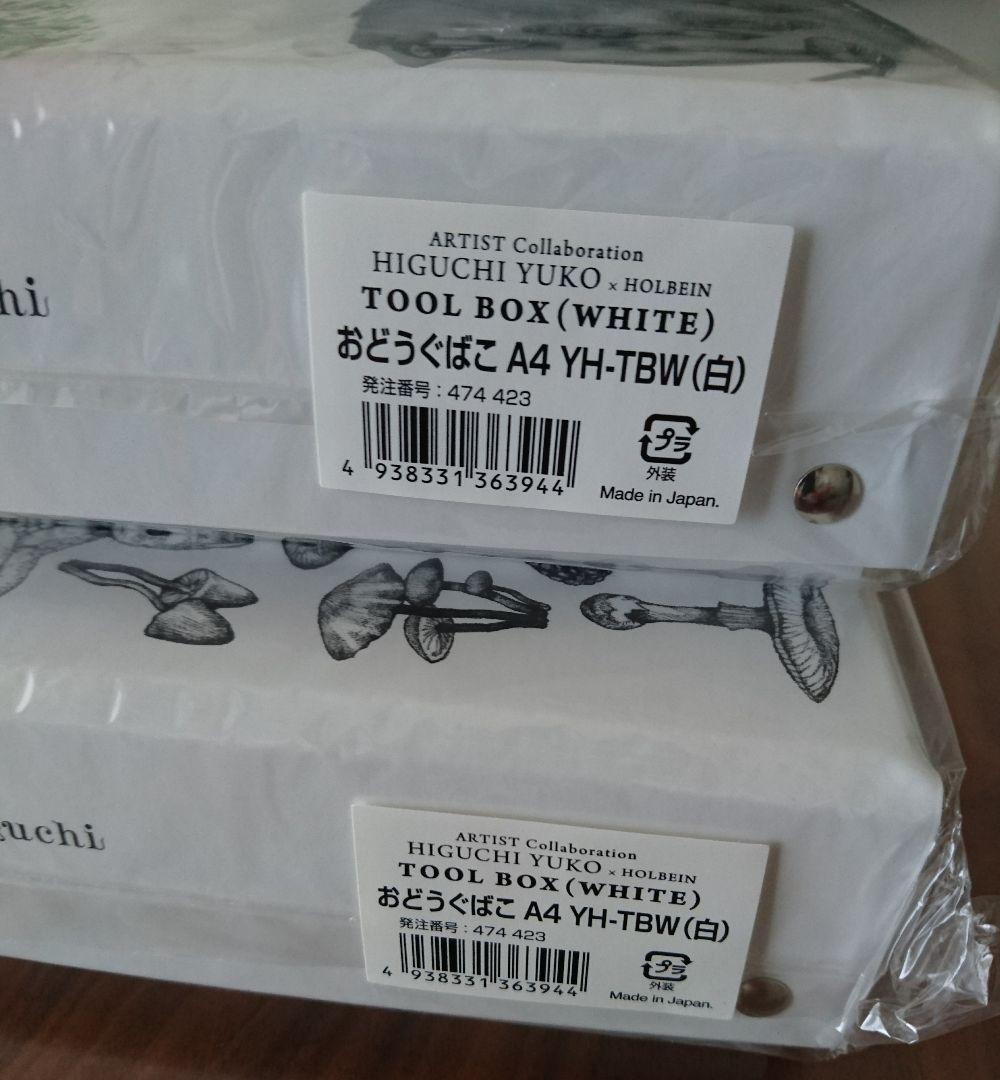 ARTIST Collaboration
HIGUCHI YUKO × HOLBEIN
TOOL BOX (WHITE)
おどうぐばこ A4 YH-TBW(白)
発注番号：474 423
4 938331 363944
プラ
外装
Made in Japan.
ARTIST Collaboration
HIGUCHI YUKO × HOLBEIN
TOOL BOX (WHITE)
おどうぐばこ A4 YH-TBW(白)
発注番号：474 423
4 938331 363944
プラ
外装
Made in Japan.